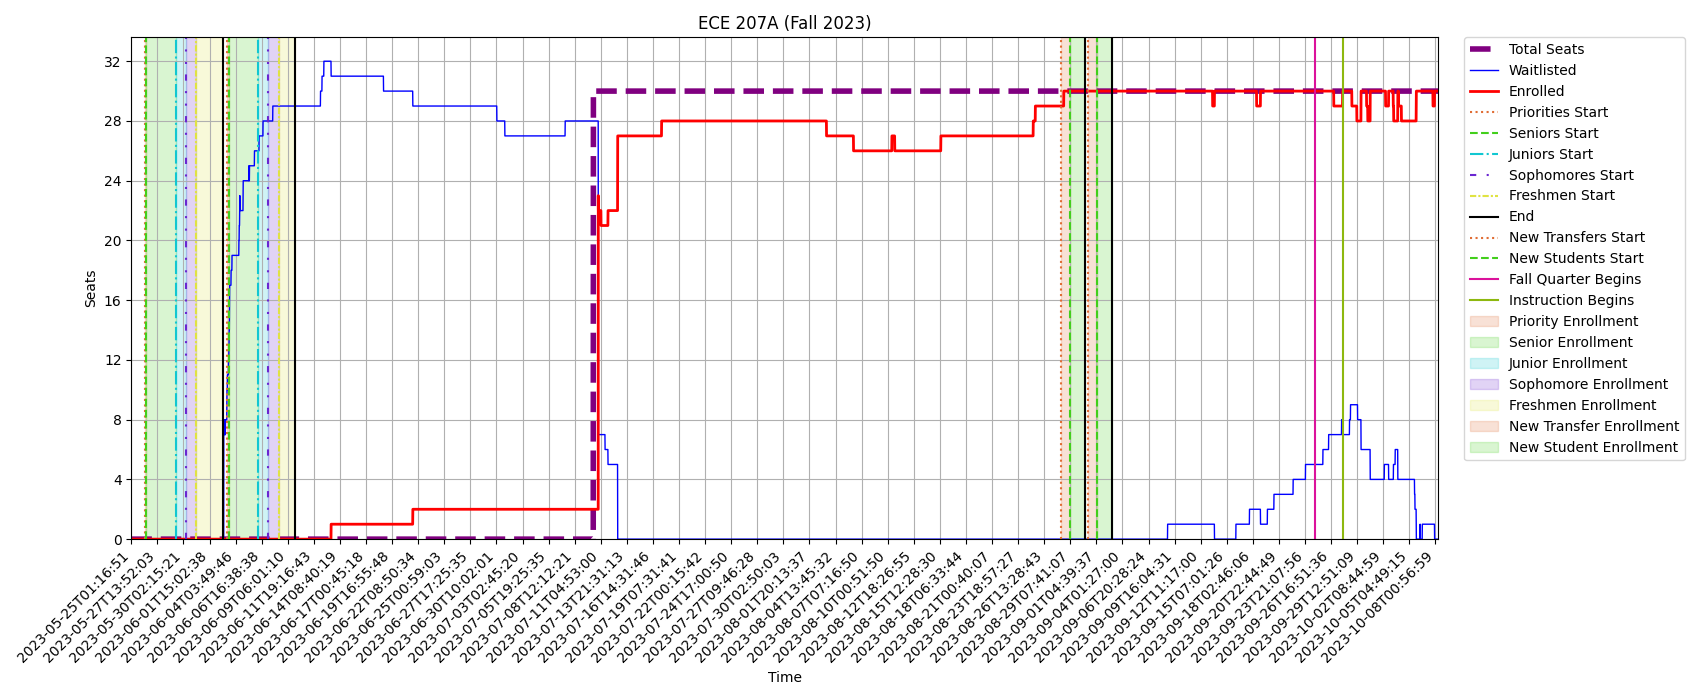 ECE 207A (Fall 2023)
Seats
32
28
24
20
16
12
8
4
0
2023-05-25T01:16:51
2023-05-27T13:52:03
2023-05-30T02:15:21
2023-06-01T15:02:38
2023-06-04T03:49:46
2023-06-06T16:38:38
2023-06-09T06:01:10
2023-06-11T19:16:43
2023-06-14T08:40:19
2023-06-17T00:45:18
2023-06-19T16:55:48
2023-06-22T08:50:34
2023-06-25T00:59:03
2023-06-27T17:25:35
2023-06-30T10:02:01
2023-07-03T02:45:20
2023-07-05T19:25:35
2023-07-08T12:12:21
2023-07-11T04:53:00
2023-07-13T21:31:13
2023-07-16T14:31:46
2023-07-19T07:31:41
2023-07-22T00:15:42
2023-07-24T17:00:50
2023-07-27T09:46:28
2023-07-30T02:50:03
2023-08-01T20:13:37
2023-08-04T13:45:32
2023-08-07T07:16:50
2023-08-10T00:51:50
2023-08-12T18:26:55
2023-08-15T12:28:30
2023-08-18T06:33:44
2023-08-21T00:40:07
2023-08-23T18:57:27
2023-08-26T13:28:43
2023-08-29T07:41:07
2023-09-01T04:39:37
2023-09-04T01:27:00
2023-09-06T20:28:24
2023-09-09T16:04:31
2023-09-12T11:17:00
2023-09-15T07:01:26
2023-09-18T02:46:06
2023-09-20T22:44:49
2023-09-23T21:07:56
2023-09-26T16:51:36
2023-09-29T12:51:09
2023-10-02T08:44:59
2023-10-05T04:49:15
2023-10-08T00:56:59
Time
Total Seats
Waitlisted
Enrolled
Priorities Start
Seniors Start
Juniors Start
Sophomores Start
Freshmen Start
End
New Transfers Start
New Students Start
Fall Quarter Begins
Instruction Begins
Priority Enrollment
Senior Enrollment
Junior Enrollment
Sophomore Enrollment
Freshmen Enrollment
New Transfer Enrollment
New Student Enrollment